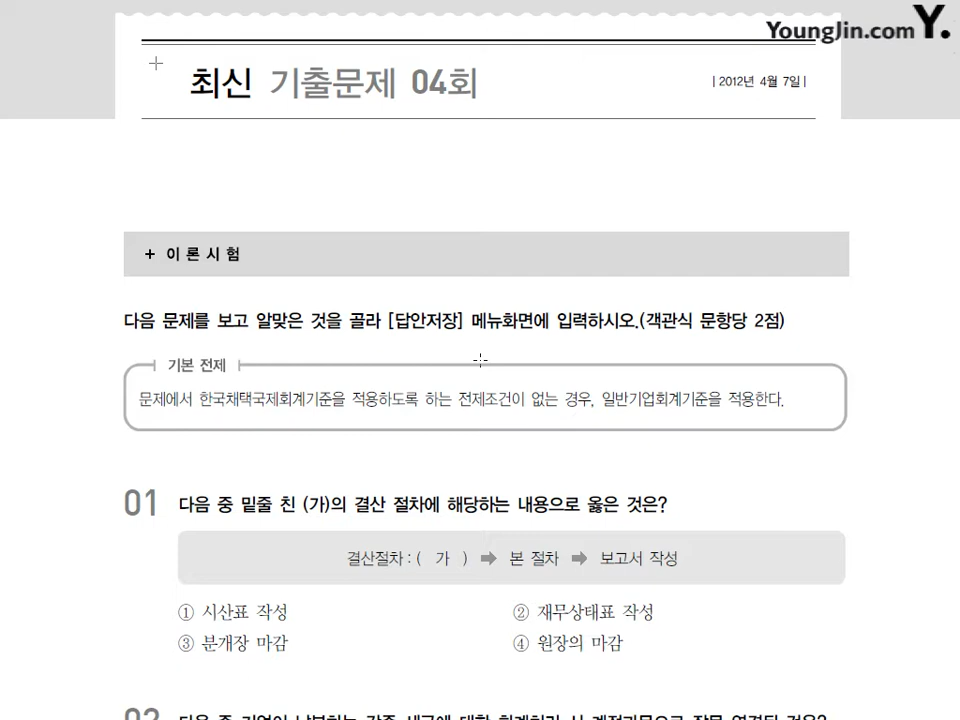 YoungJin.com Y.
최신 기출문제 04회
| 2012년 4월 7일 |
+ 이론시험
다음 문제를 보고 알맞은 것을 골라 [답안저장] 메뉴화면에 입력하시오.(객관식 문항당 2점)
기본 전제
문제에서 한국채택국제회계기준을 적용하도록 하는 전제조건이 없는 경우, 일반기업회계기준을 적용한다.
01 다음 중 밑줄 친 (가)의 결산 절차에 해당하는 내용으로 옳은 것은?
결산절차 : ( 가 ) ➡ 본 절차 ➡ 보고서 작성
① 시산표 작성 ② 재무상태표 작성
③ 분개장 마감 ④ 원장의 마감